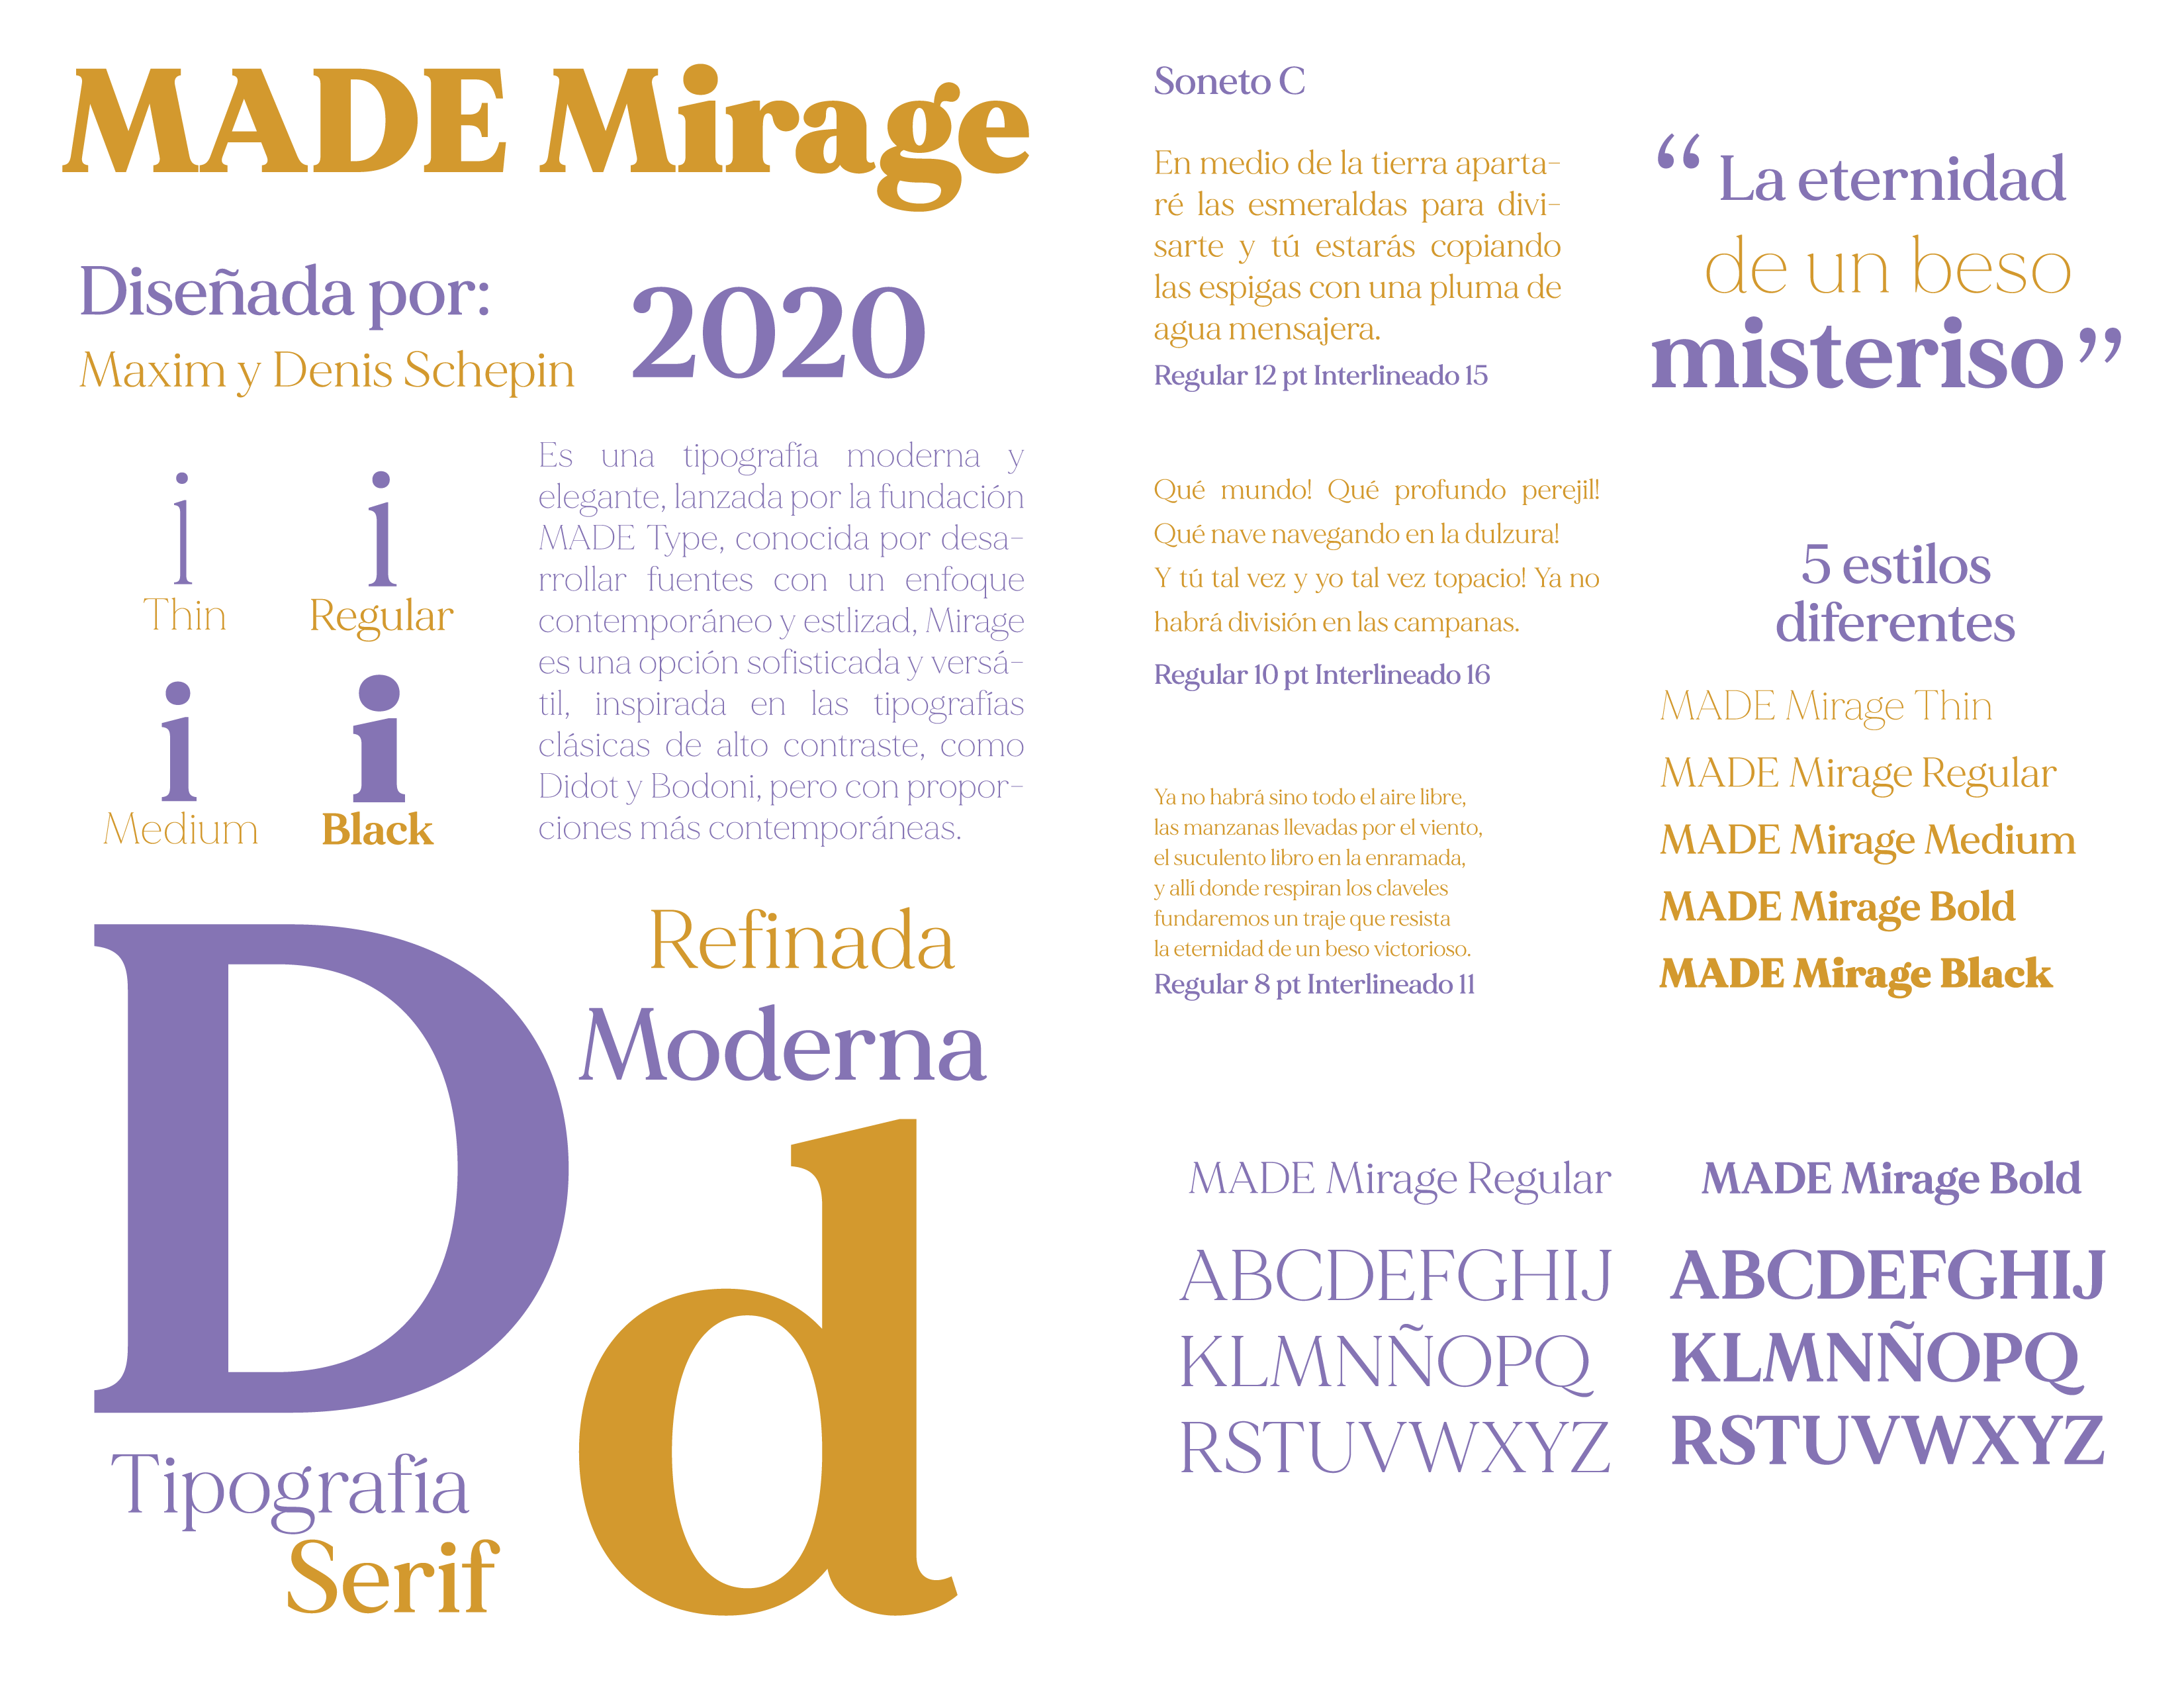 MADE Mirage
Diseñada por:
Maxim y Denis Schepin
2020
i
Thin
i
Regular
i
Medium
i
Black
Es una tipografía moderna y
elegante, lanzada por la fundación
MADE Type, conocida por desa-
rrollar fuentes con un enfoque
contemporáneo y estlizad, Mirage
es una opción sofisticada y versá-
til, inspirada en las tipografías
clásicas de alto contraste, como
Didot y Bodoni, pero con propor-
ciones más contemporáneas.
Refinada
Moderna
D
d
Tipografía
Serif
Soneto C
En medio de la tierra aparta-
ré las esmeraldas para divi-
sarte y tú estarás copiando
las espigas con una pluma de
agua mensajera.
Regular 12 pt Interlineado 15
Qué mundo! Qué profundo perejil!
Qué nave navegando en la dulzura!
Y tú tal vez y yo tal vez topacio! Ya no
habrá división en las campanas.
Regular 10 pt Interlineado 16
Ya no habrá sino todo el aire libre,
las manzanas llevadas por el viento,
el suculento libro en la enramada,
y allí donde respiran los claveles
fundaremos un traje que resista
la eternidad de un beso victorioso.
Regular 8 pt Interlineado 11
“La eternidad
de un beso
misteriso”
5 estilos
diferentes
MADE Mirage Thin
MADE Mirage Regular
MADE Mirage Medium
MADE Mirage Bold
MADE Mirage Black
MADE Mirage Regular
ABCDEFGHIJ
KLMNÑOPQ
RSTUVWXYZ
MADE Mirage Bold
ABCDEFGHIJ
KLMNÑOPQ
RSTUVWXYZ